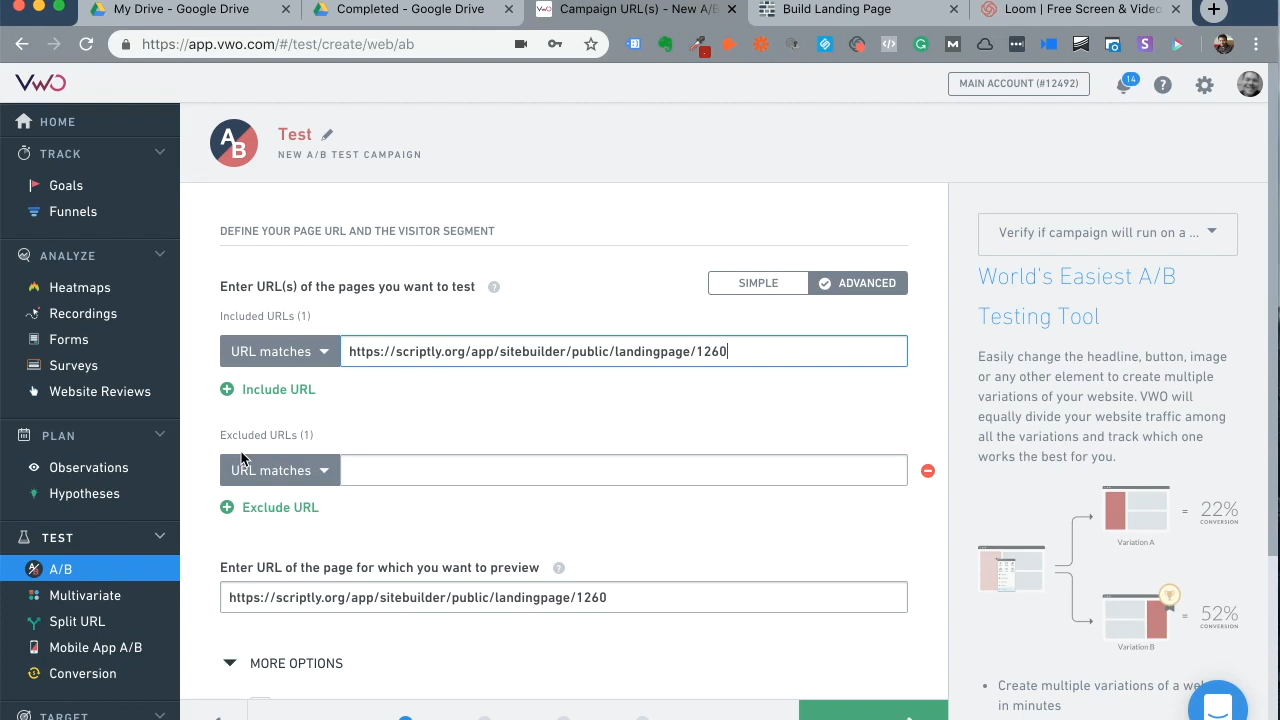 My Drive – Google Drive
Completed - Google Drive
Campaign URL(s) - New A/B
Build Landing Page
Loom | Free Screen & Video
https://app.vwo.com/#/test/create/web/ab
VWO
MAIN ACCOUNT (#12492)
14
HOME
TRACK
Goals
Funnels
ANALYZE
Heatmaps
Recordings
Forms
Surveys
Website Reviews
PLAN
Observations
Hypotheses
TEST
A/B
Multivariate
Split URL
Mobile App A/B
Conversion
TARGET
A
B
Test
NEW A/B TEST CAMPAIGN
DEFINE YOUR PAGE URL AND THE VISITOR SEGMENT
Enter URL(s) of the pages you want to test
SIMPLE
ADVANCED
Included URLs (1)
URL matches
https://scriptly.org/app/sitebuilder/public/landingpage/1260
Include URL
Excluded URLs (1)
URL matches
Exclude URL
Enter URL of the page for which you want to preview
https://scriptly.org/app/sitebuilder/public/landingpage/1260
MORE OPTIONS
Verify if campaign will run on a ...
World's Easiest A/B
Testing Tool
Easily change the headline, button, image
or any other element to create multiple
variations of your website. VWO will
equally divide your website traffic among
all the variations and track which one
works the best for you.
= 22%
CONVERSION
Variation A
= 52%
CONVERSION
Variation B
• Create multiple variations of a we
in minutes